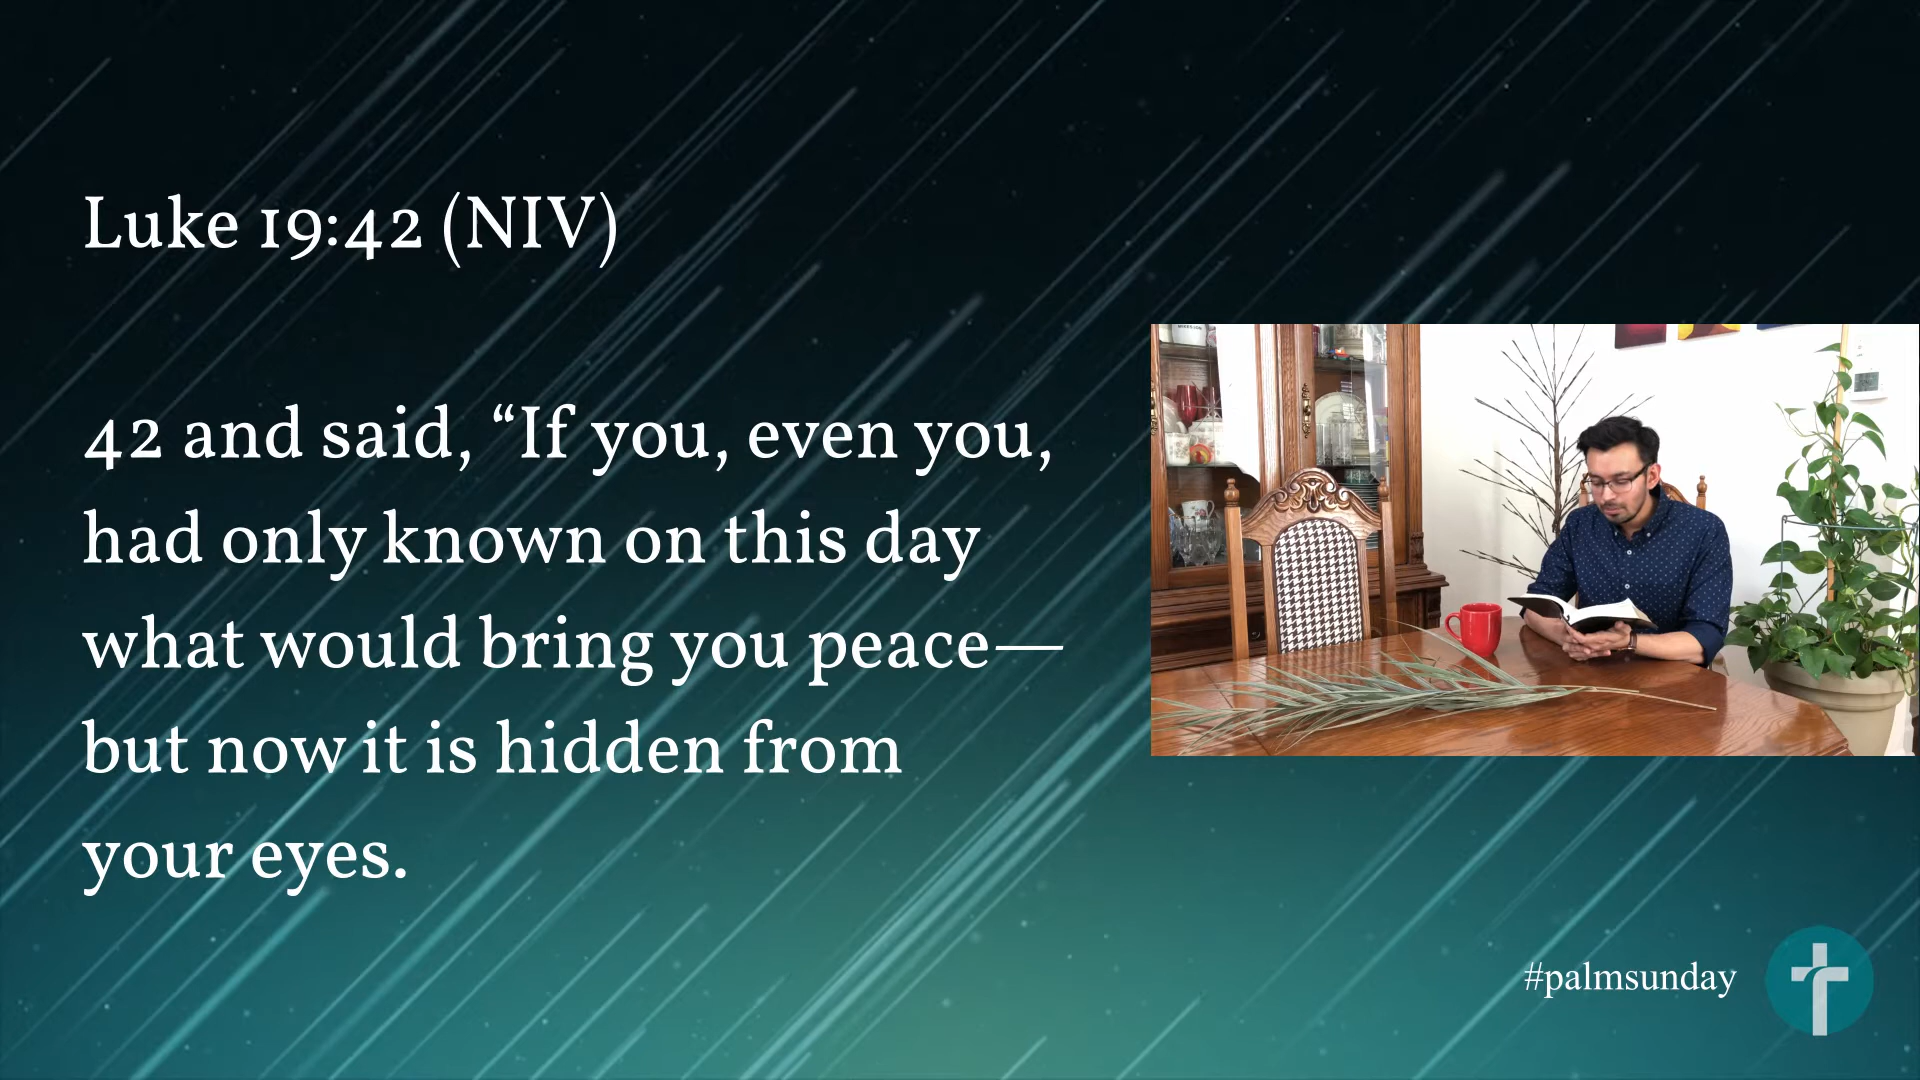 Luke 19:42 (NIV)
42 and said, “If you, even you,
had only known on this day
what would bring you peace—
but now it is hidden from
your eyes.
#palmsunday